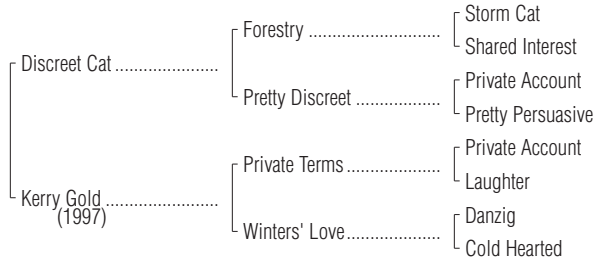 Storm Cat
Forestry ............................
Shared Interest
Discreet Cat ......................
Private Account
Pretty Discreet ..................
Pretty Persuasive
Private Account
Private Terms ....................
Laughter
Kerry Gold ........................
(1997)
Danzig
Winters' Love ....................
Cold Hearted